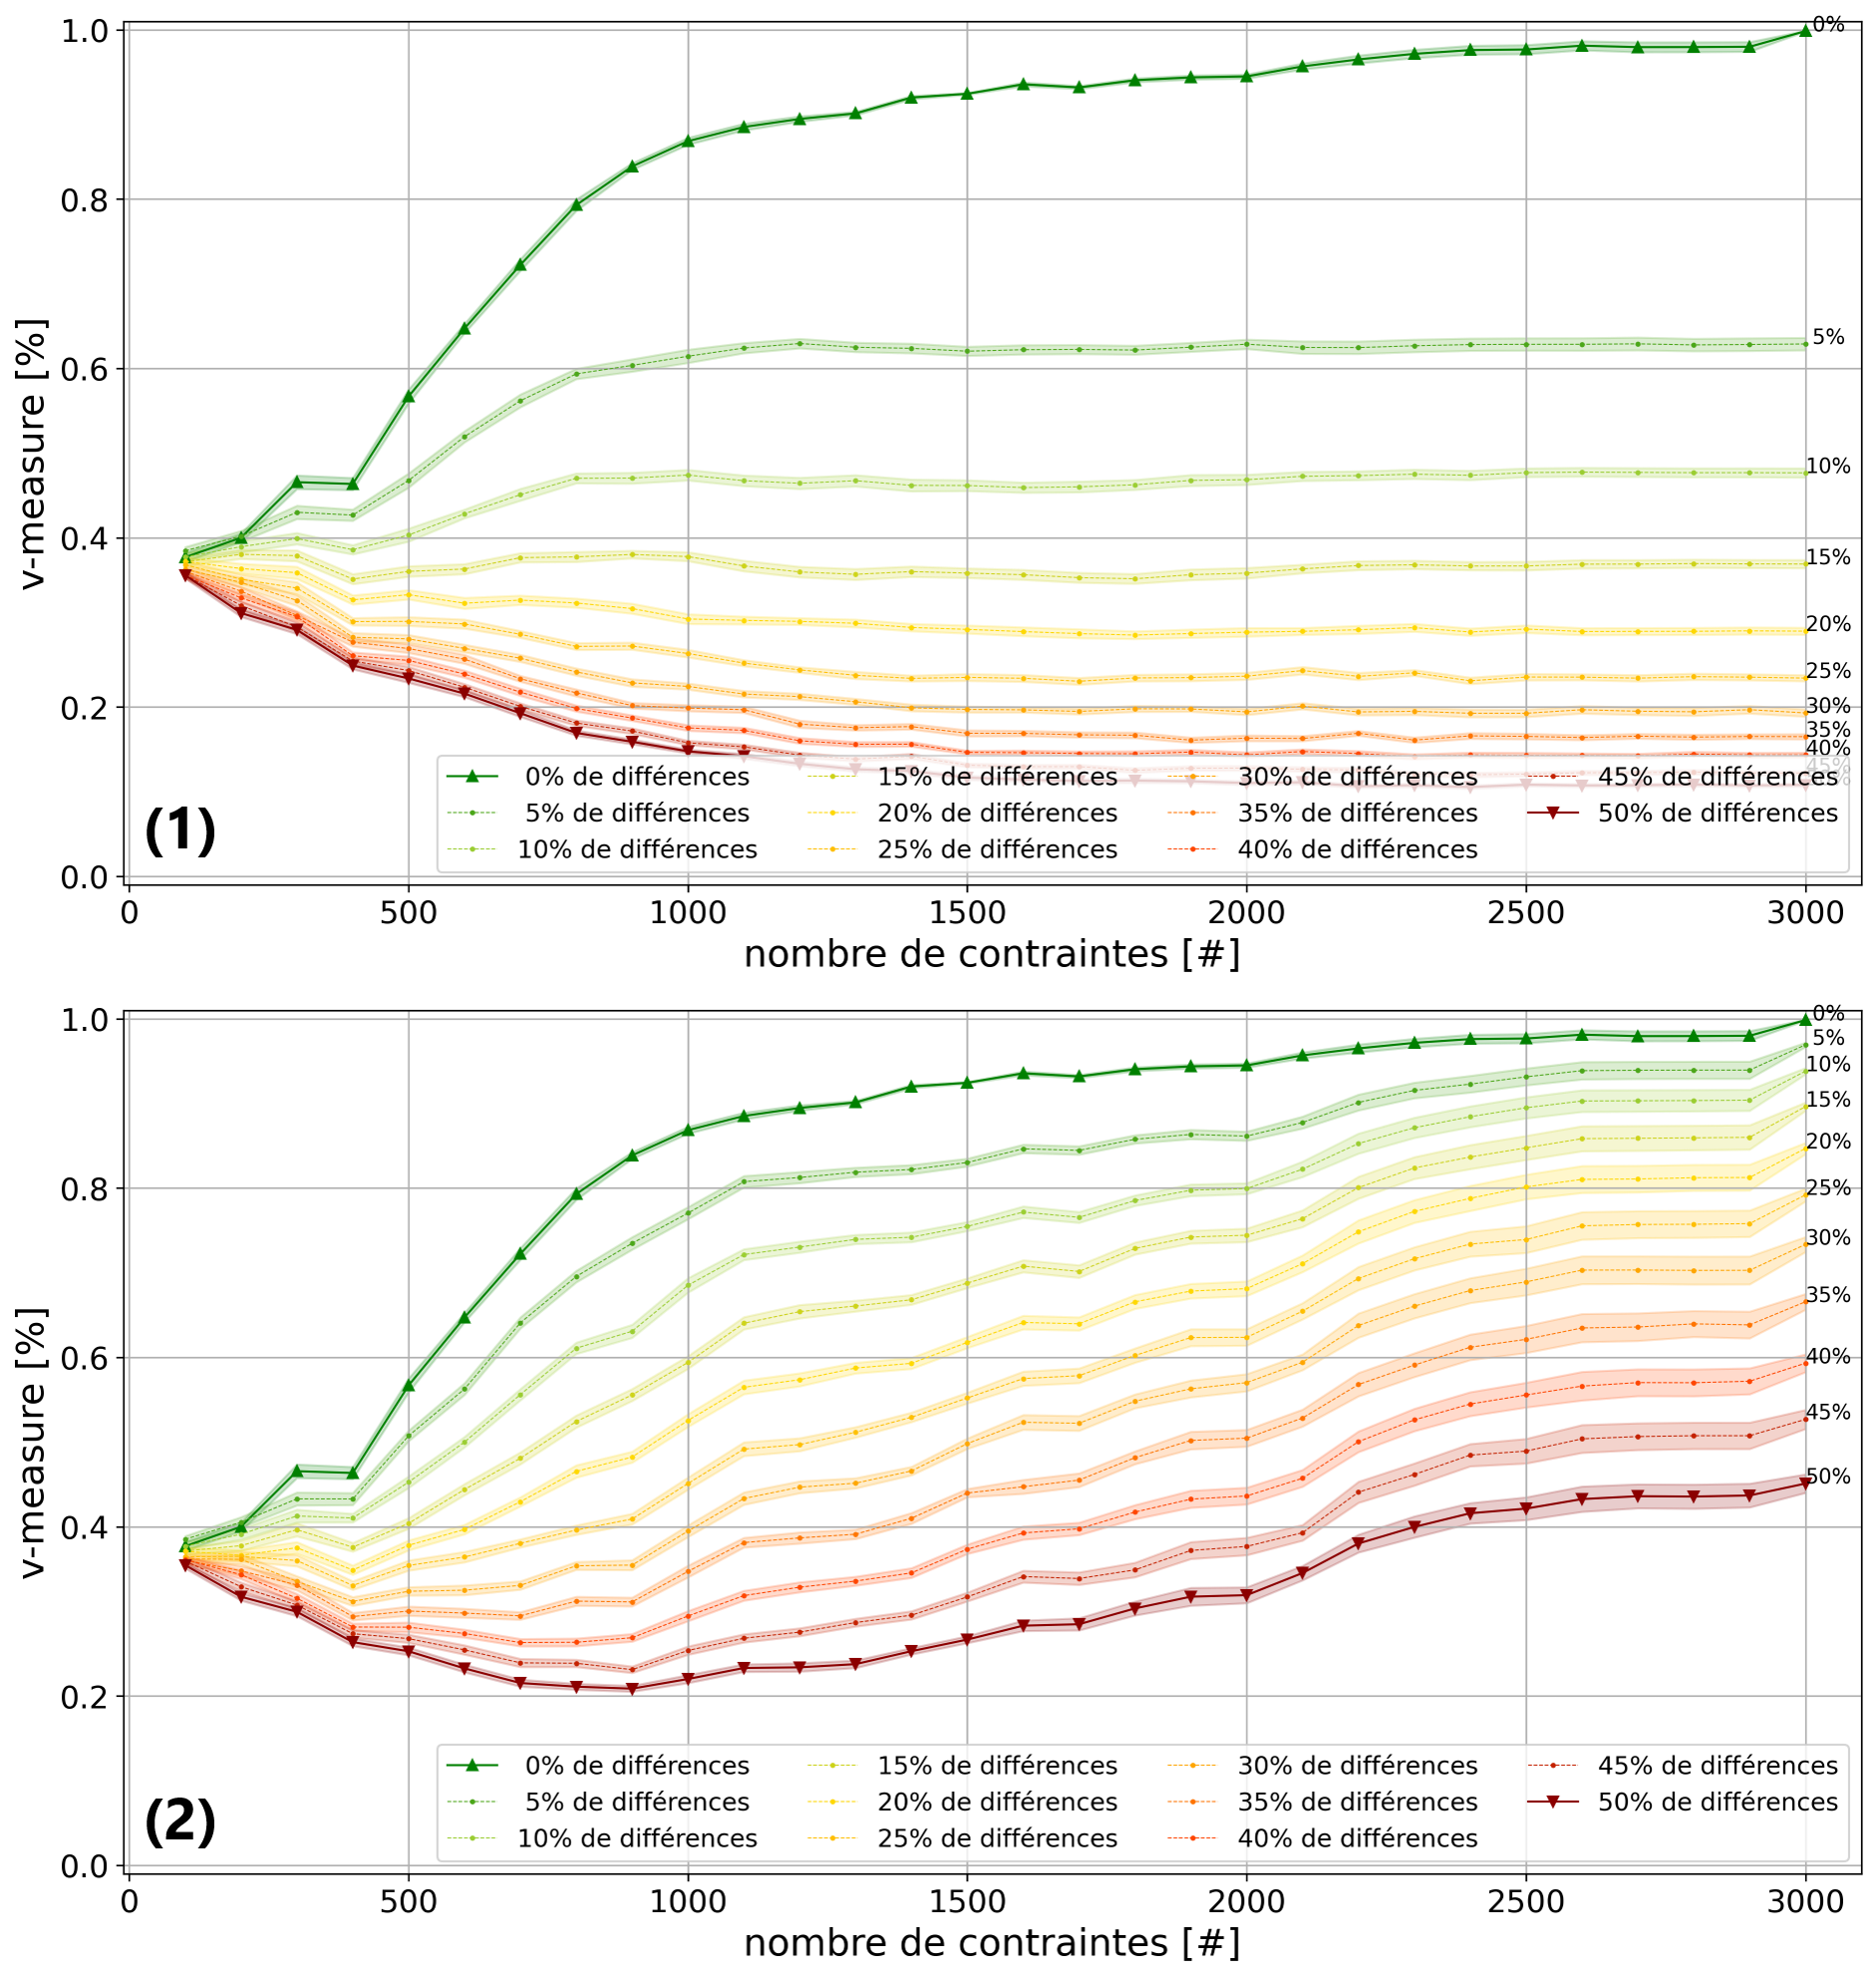 1.0
0.8
0.6
0.4
0.2
0.0
v-measure [%]
0%
5%
10%
15%
20%
25%
30%
35%
40%
45%
0% de différences
5% de différences
10% de différences
15% de différences
20% de différences
25% de différences
30% de différences
35% de différences
40% de différences
45% de différences
50% de différences
(1)
0 500 1000 1500 2000 2500 3000
nombre de contraintes [#]
1.0
0.8
0.6
0.4
0.2
0.0
v-measure [%]
0%
5%
10%
15%
20%
25%
30%
35%
40%
45%
50%
0% de différences
5% de différences
10% de différences
15% de différences
20% de différences
25% de différences
30% de différences
35% de différences
40% de différences
45% de différences
50% de différences
(2)
0 500 1000 1500 2000 2500 3000
nombre de contraintes [#]